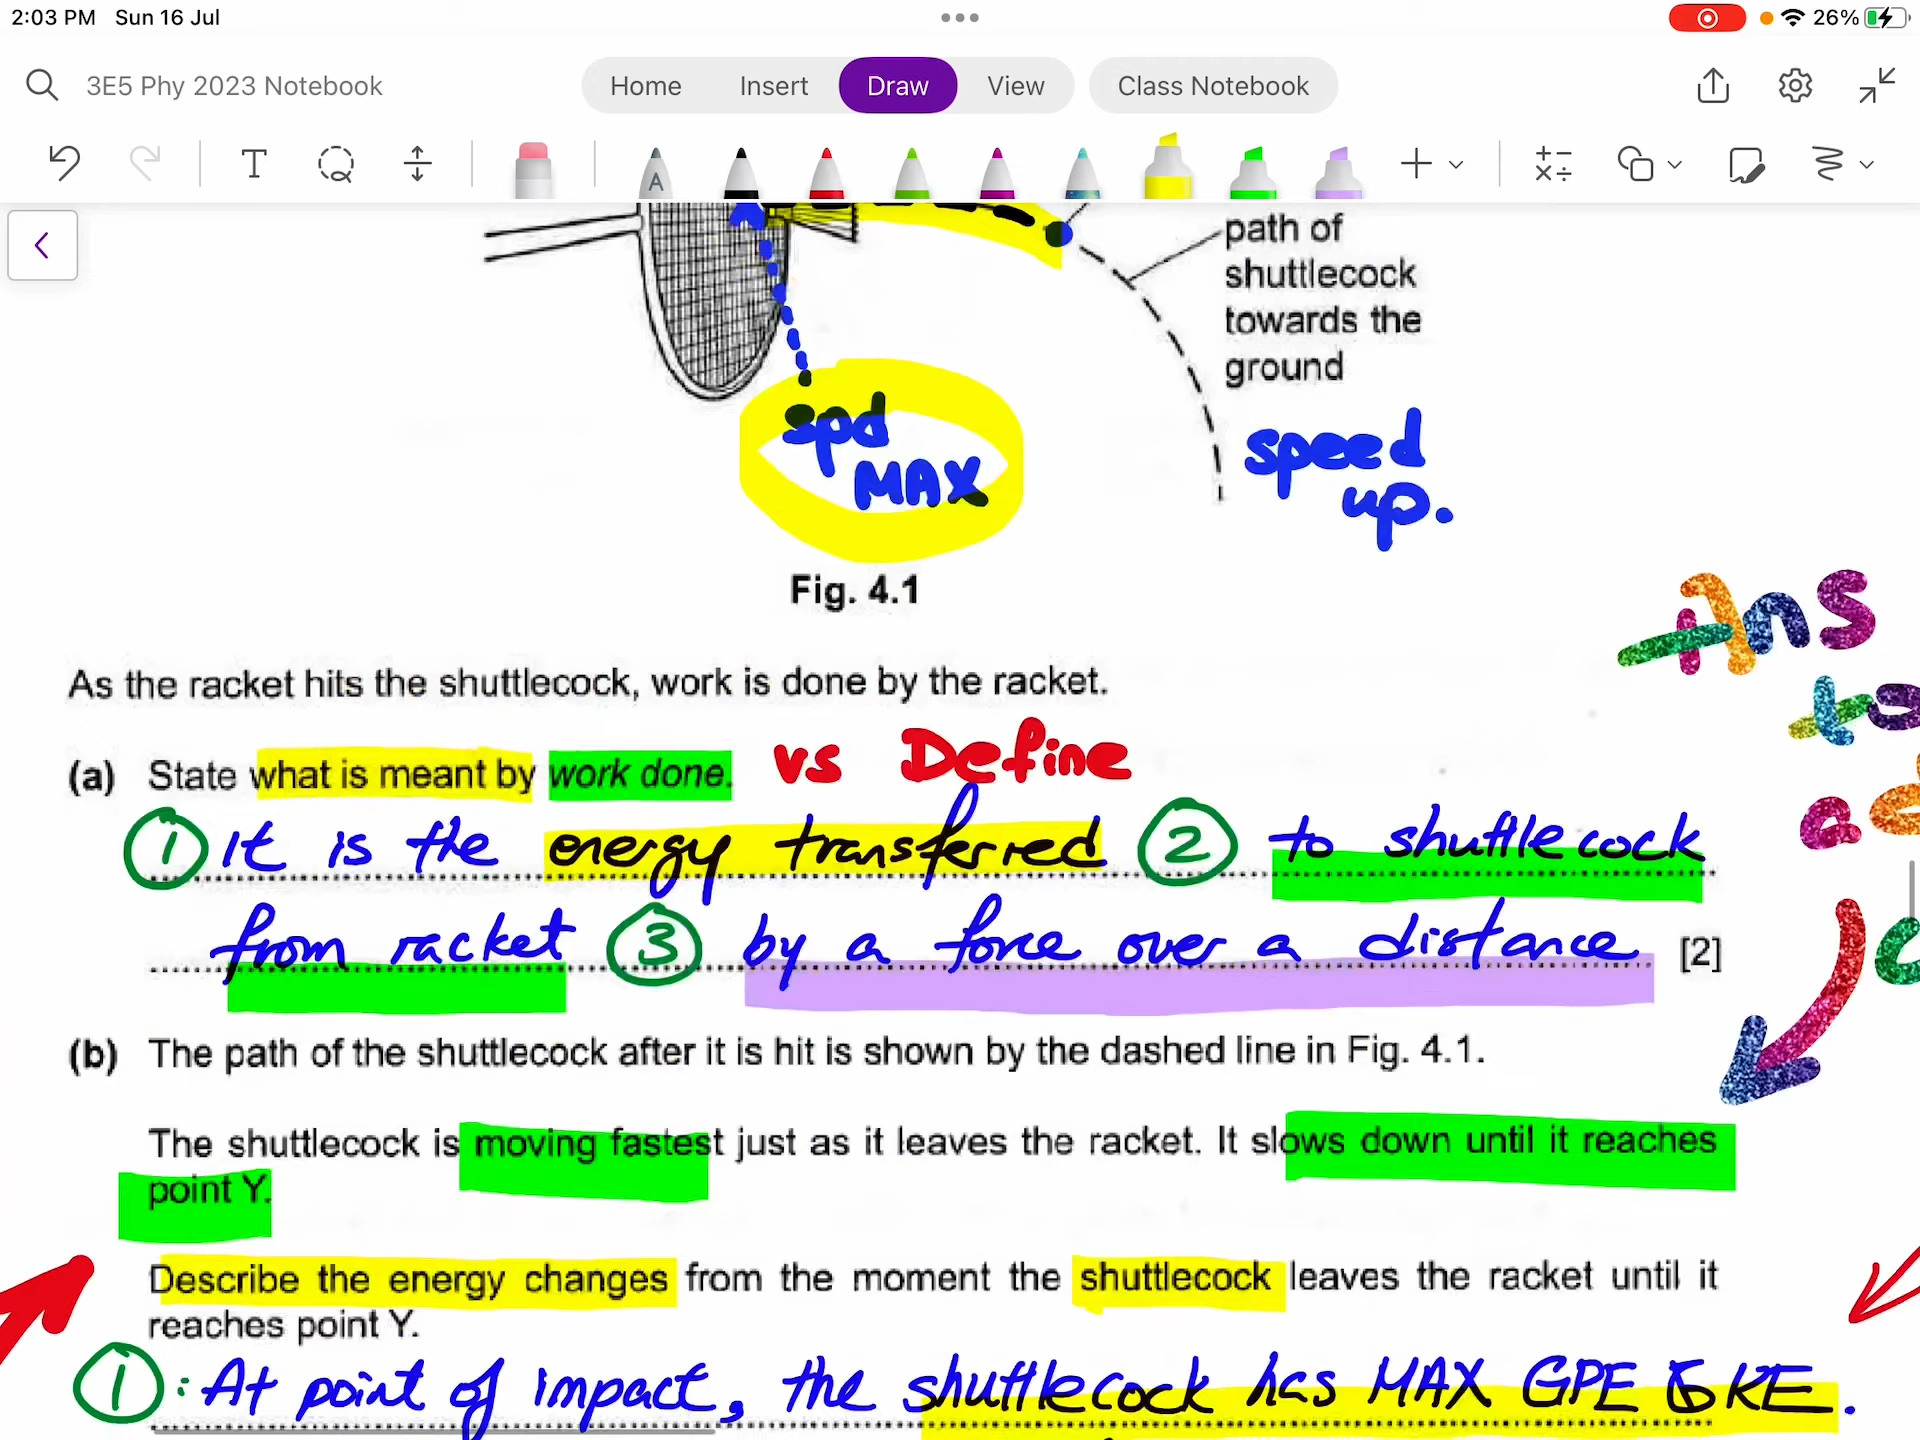 2:03 PM Sun 16 Jul
26%
3E5 Phy 2023 Notebook
Home Insert Draw View Class Notebook
T
A
path of
shuttlecock
towards the
ground
spd
MAX
speed
up.
Fig. 4.1
Ans
As the racket hits the shuttlecock, work is done by the racket.
vs Define
(a) State what is meant by work done.
① It is the energy transferred ② to shuttlecock
from racket ③ by a force over a distance [2]
(b) The path of the shuttlecock after it is hit is shown by the dashed line in Fig. 4.1.
The shuttlecock is moving fastest just as it leaves the racket. It slows down until it reaches
point Y.
Describe the energy changes from the moment the shuttlecock leaves the racket until it
reaches point Y.
① : At point of impact, the shuttlecock has MAX GPE & KE.